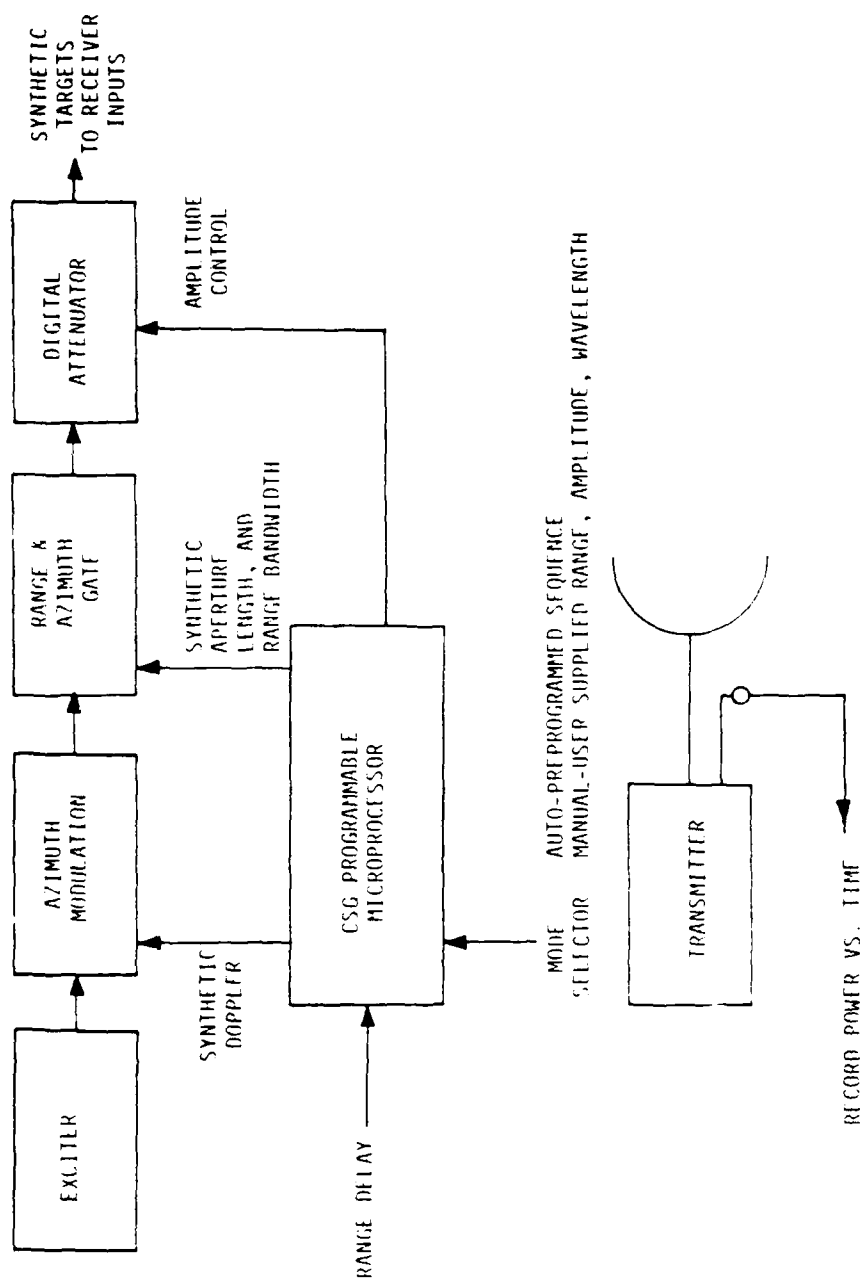 SYNTHETIC
TARGETS
TO RECEIVER
INPUTS
EXCITER
AZIMUTH
MODULATION
RANGE &
AZIMUTH
GATE
DIGITAL
ATTENUATOR
SYNTHETIC
DOPPLER
SYNTHETIC
APERTURE
LENGTH, AND
RANGE BANDWIDTH
AMPLITUDE
CONTROL
RANGE DELAY
CSG PROGRAMMABLE
MICROPROCESSOR
MODE
SELECTOR
AUTO-PREPROGRAMMED SEQUENCE
MANUAL-USER SUPPLIED RANGE, AMPLITUDE, WAVELENGTH
TRANSMITTER
RECORD POWER VS. TIME